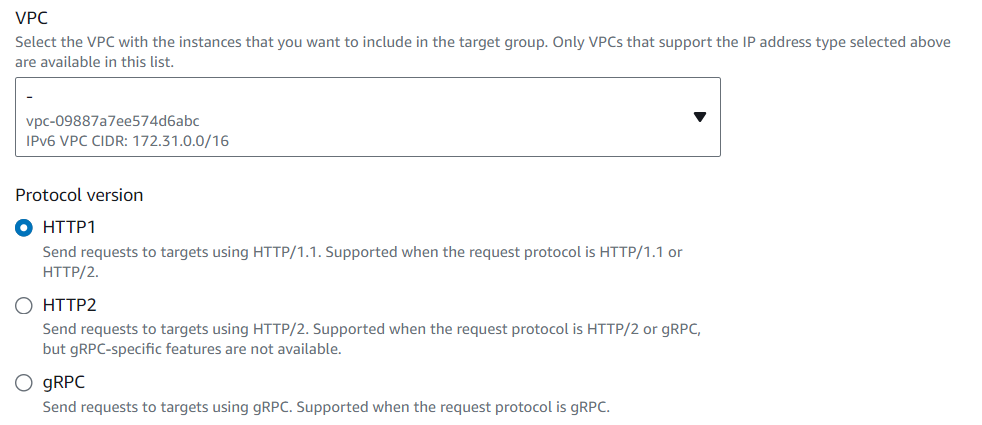 VPC
Select the VPC with the instances that you want to include in the target group. Only VPCs that support the IP address type selected above
are available in this list.
-
vpc-09887a7ee574d6abc
IPv6 VPC CIDR: 172.31.0.0/16
Protocol version
HTTP1
Send requests to targets using HTTP/1.1. Supported when the request protocol is HTTP/1.1 or
HTTP/2.
HTTP2
Send requests to targets using HTTP/2. Supported when the request protocol is HTTP/2 or gRPC,
but gRPC-specific features are not available.
gRPC
Send requests to targets using gRPC. Supported when the request protocol is gRPC.